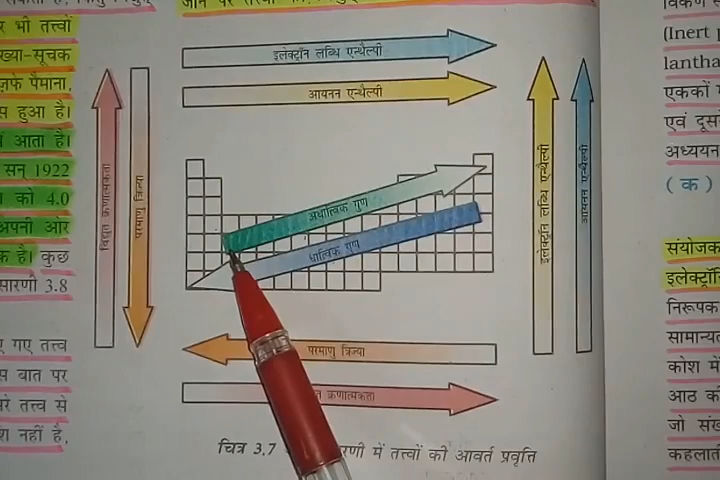 र भी तत्त्वों
ख्या-सूचक
पैमाना,
स हुआ है।
में आता है।
सन् 1922
को 4.0
अपनी ओर
क है। कुछ
सारणी 3.8
ए गए तत्त्व
स बात पर
रे तत्त्व से
श नहीं है,
इलेक्ट्रॉन लब्धि एन्थैल्पी
आयनन एन्थैल्पी
विद्युत ऋणात्मकता
परमाणु त्रिज्या
अधात्विक गुण
धात्विक गुण
इलेक्ट्रॉन लब्धि एन्थैल्पी
आयनन एन्थैल्पी
परमाणु त्रिज्या
त ऋणात्मकता
चित्र 3.7 रणी में तत्त्वों की आवर्त प्रवृत्ति
विकर्ण
(Inert
lantha
एककों
एवं दूस
अध्ययन
( क )
संयोजक
इलेक्ट्रॉ
निरूपक
सामान्य
कोश में
आठ की
जो संख
कहलात